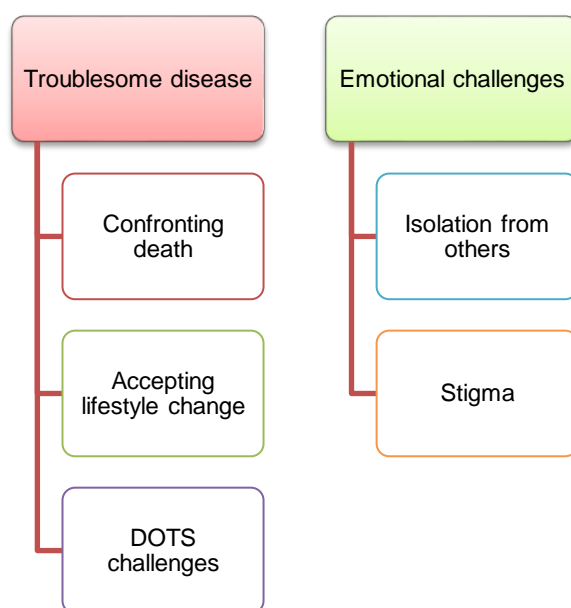 Troublesome disease
Confronting
death
Accepting
lifestyle change
DOTS
challenges
Emotional challenges
Isolation from
others
Stigma